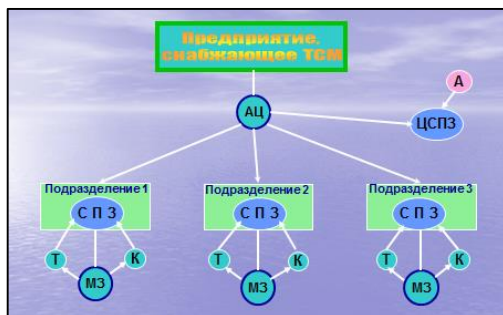 Предприятие,
снабжающее ТСМ
А
АЦ
ЦСПЗ
Подразделение 1
Подразделение 2
Подразделение 3
С П З
С П З
С П З
Т
К
Т
К
Т
К
МЗ
МЗ
МЗ